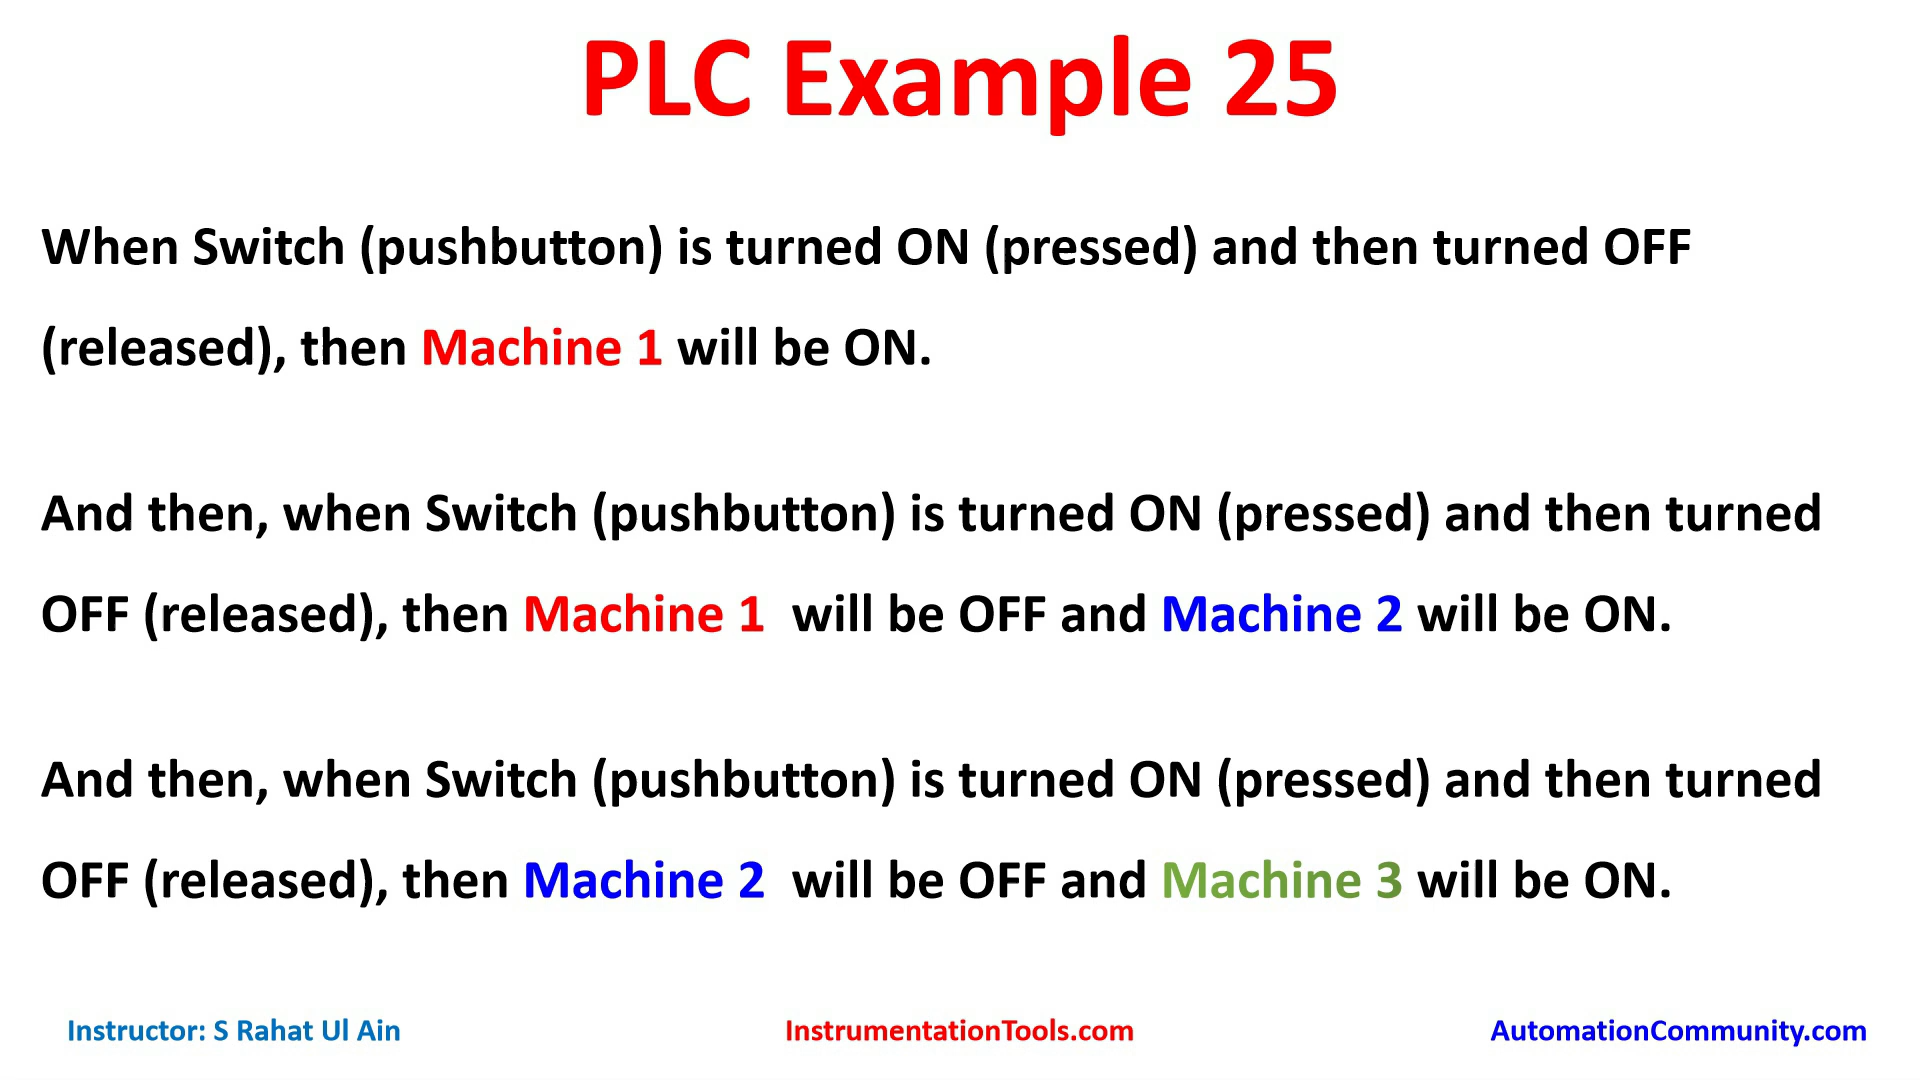 PLC Example 25
When Switch (pushbutton) is turned ON (pressed) and then turned OFF
(released), then Machine 1 will be ON.
And then, when Switch (pushbutton) is turned ON (pressed) and then turned
OFF (released), then Machine 1 will be OFF and Machine 2 will be ON.
And then, when Switch (pushbutton) is turned ON (pressed) and then turned
OFF (released), then Machine 2 will be OFF and Machine 3 will be ON.
Instructor: S Rahat Ul Ain
InstrumentationTools.com
AutomationCommunity.com